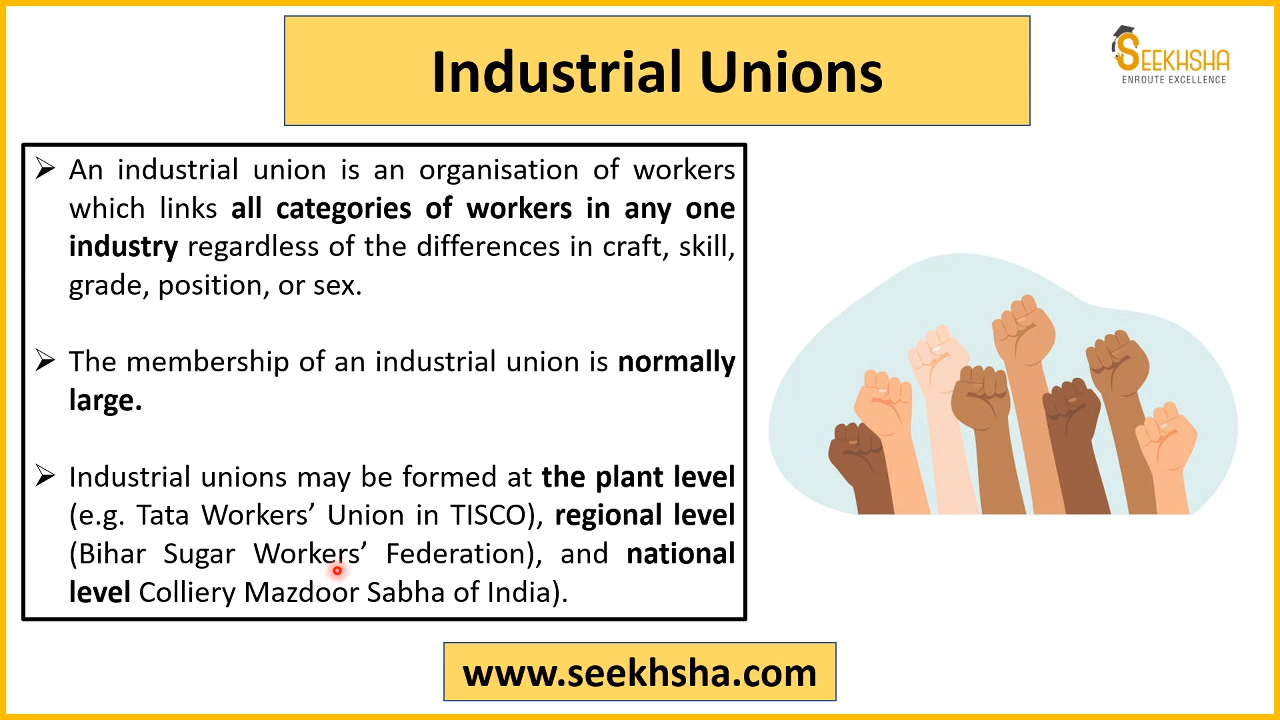 Industrial Unions
SEEKHSHA
ENROUTE EXCELLENCE
➢ An industrial union is an organisation of workers
which links all categories of workers in any one
industry regardless of the differences in craft, skill,
grade, position, or sex.
➢ The membership of an industrial union is normally
large.
➢ Industrial unions may be formed at the plant level
(e.g. Tata Workers’ Union in TISCO), regional level
(Bihar Sugar Workers’ Federation), and national
level Colliery Mazdoor Sabha of India).
www.seekhsha.com